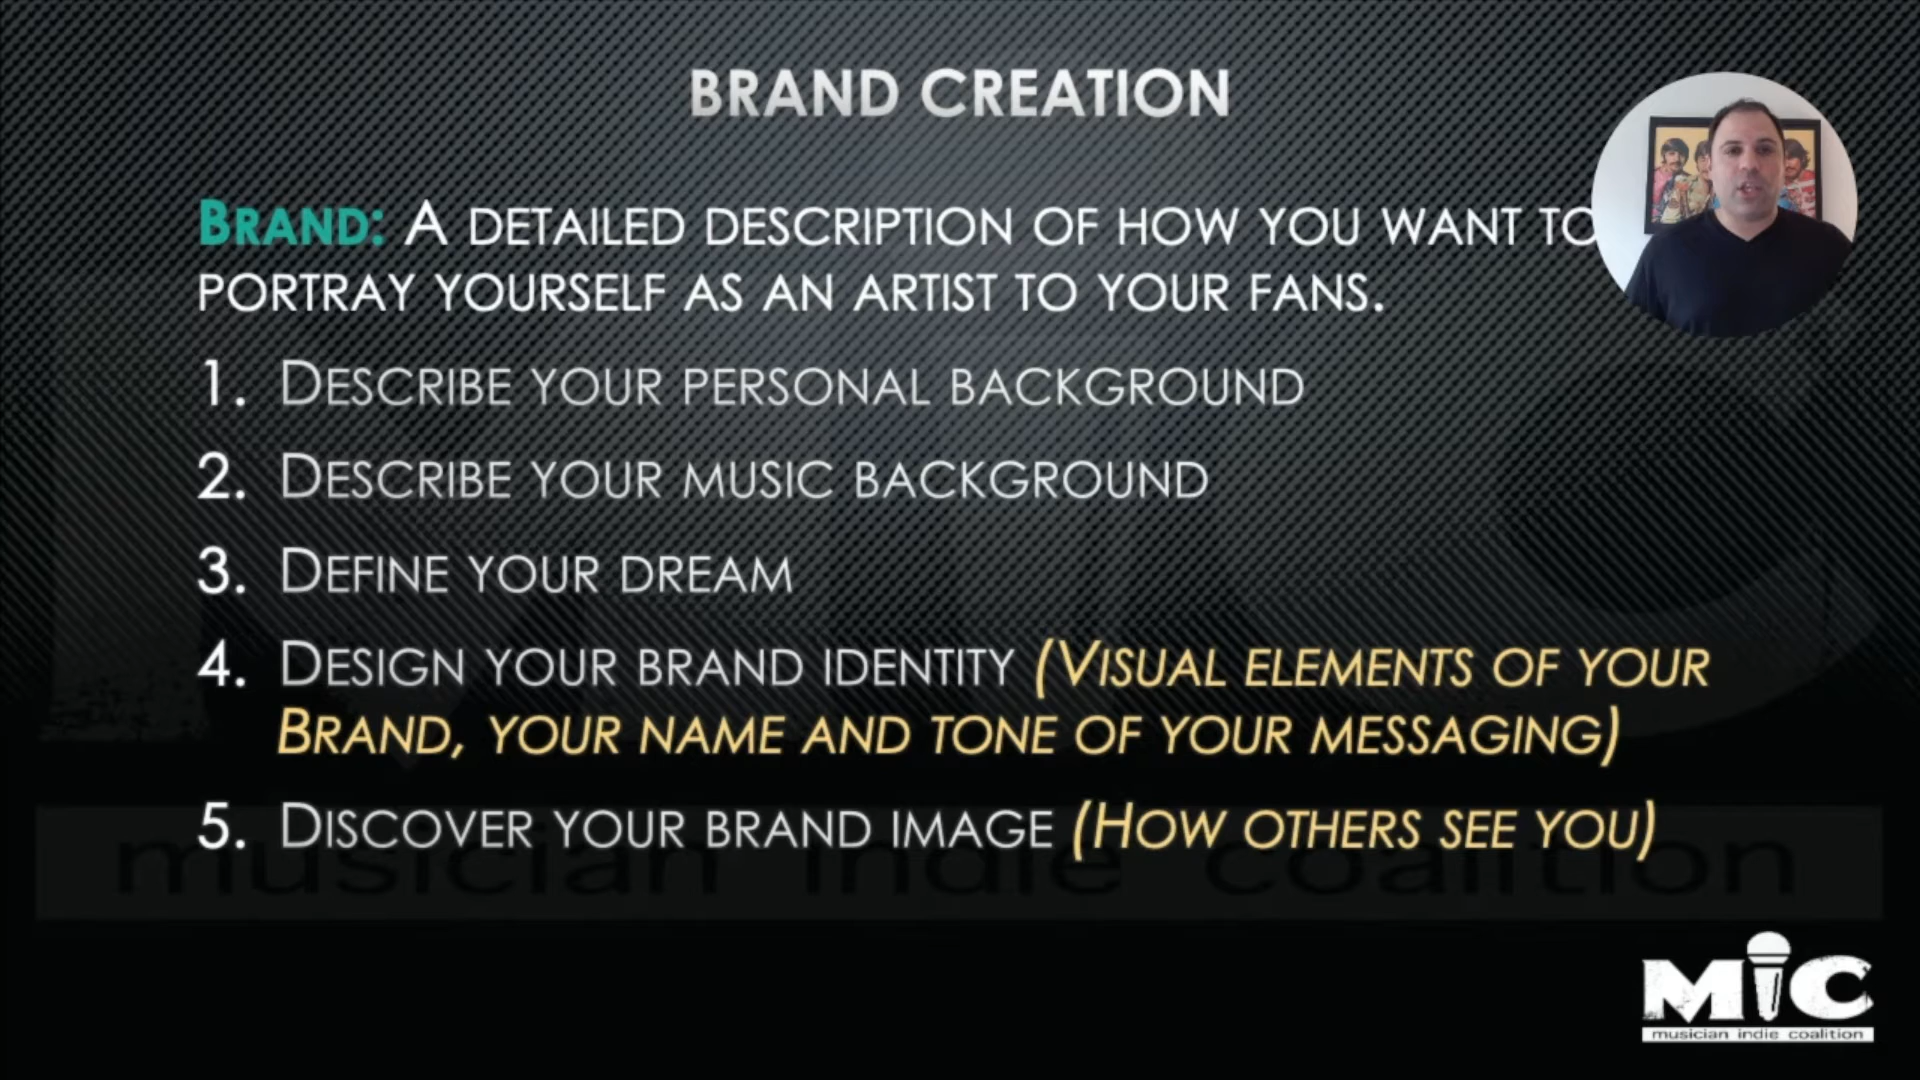 BRAND CREATION
BRAND: A DETAILED DESCRIPTION OF HOW YOU WANT TO
PORTRAY YOURSELF AS AN ARTIST TO YOUR FANS.
1. DESCRIBE YOUR PERSONAL BACKGROUND
2. DESCRIBE YOUR MUSIC BACKGROUND
3. DEFINE YOUR DREAM
4. DESIGN YOUR BRAND IDENTITY (VISUAL ELEMENTS OF YOUR
BRAND, YOUR NAME AND TONE OF YOUR MESSAGING)
5. DISCOVER YOUR BRAND IMAGE (HOW OTHERS SEE YOU)
musician indie coalition
MiC
musician indie coalition